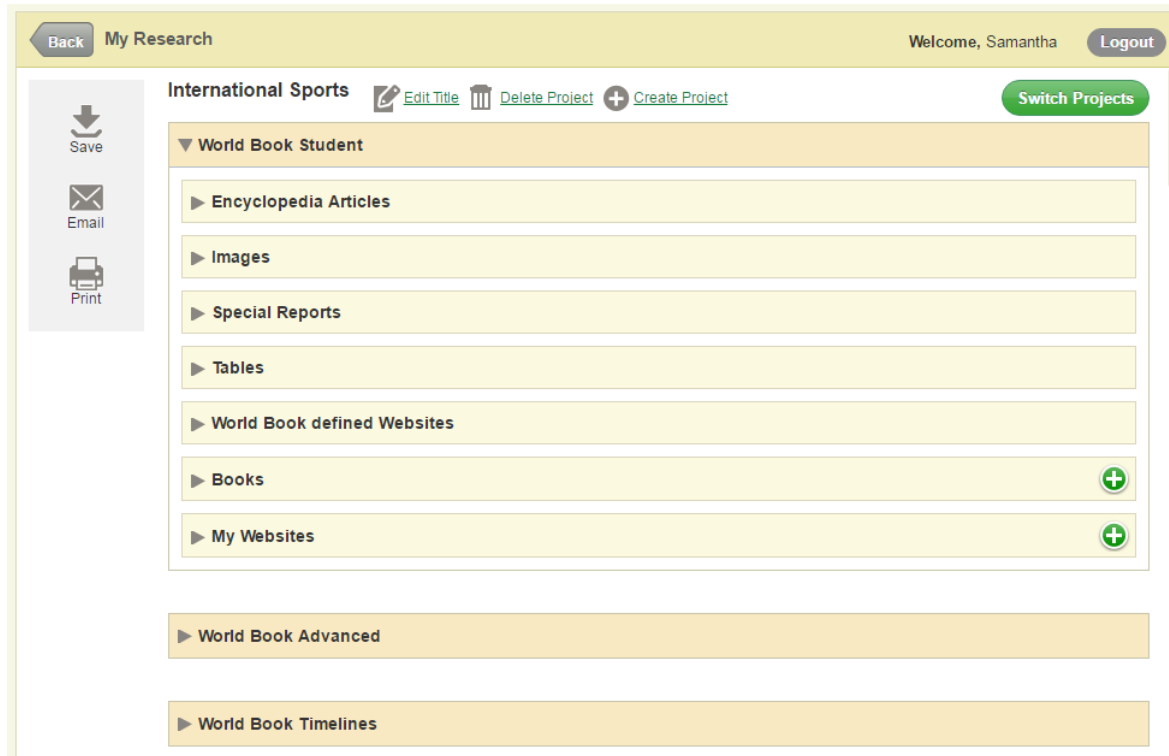 Back My Research Welcome, Samantha Logout
International Sports Edit Title Delete Project Create Project Switch Projects
Save
Email
Print
World Book Student
Encyclopedia Articles
Images
Special Reports
Tables
World Book defined Websites
Books
My Websites
World Book Advanced
World Book Timelines